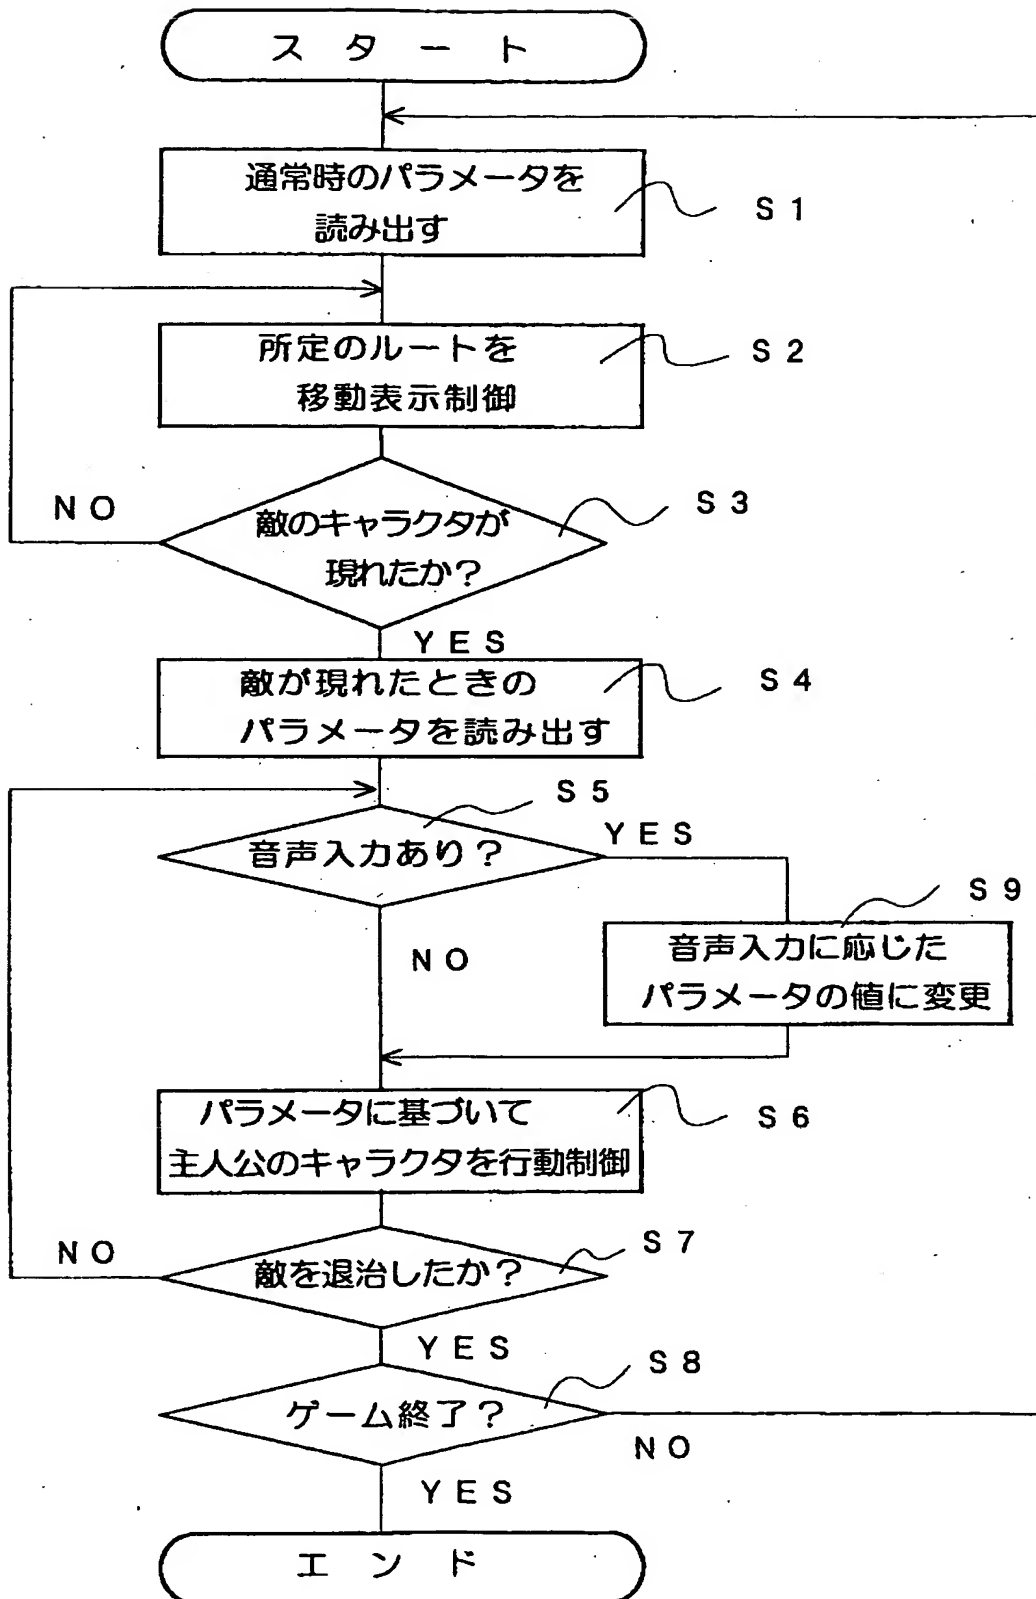 スタート
通常時のパラメータを
読み出す
S1
所定のルートを
移動表示制御
S2
敵のキャラクタが
現れたか?
S3
NO
YES
敵が現れたときの
パラメータを読み出す
S4
音声入力あり?
S5
YES
NO
音声入力に応じた
パラメータの値に変更
S9
パラメータに基づいて
主人公のキャラクタを行動制御
S6
敵を退治したか?
S7
NO
YES
ゲーム終了?
S8
NO
YES
エンド